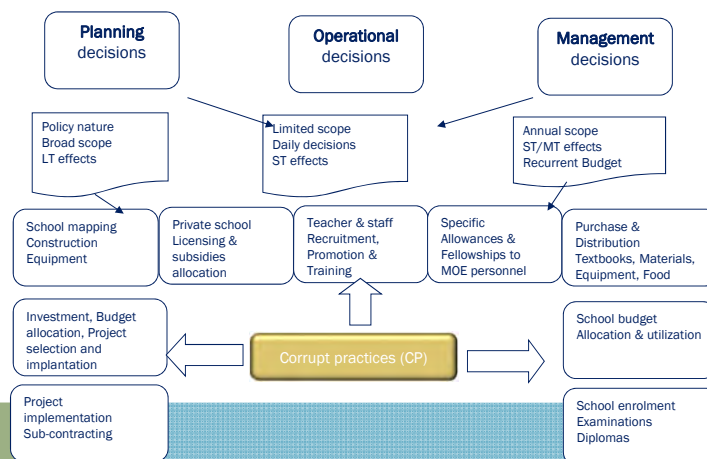 Planning
decisions
Operational
decisions
Management
decisions
Policy nature
Broad scope
LT effects
Limited scope
Daily decisions
ST effects
Annual scope
ST/MT effects
Recurrent Budget
School mapping
Construction
Equipment
Private school
Licensing &
subsidies
allocation
Teacher & staff
Recruitment,
Promotion &
Training
Specific
Allowances &
Fellowships to
MOE personnel
Purchase &
Distribution
Textbooks, Materials,
Equipment, Food
Investment, Budget
allocation, Project
selection and
implantation
Corrupt practices (CP)
School budget
Allocation & utilization
Project
implementation
Sub-contracting
School enrolment
Examinations
Diplomas